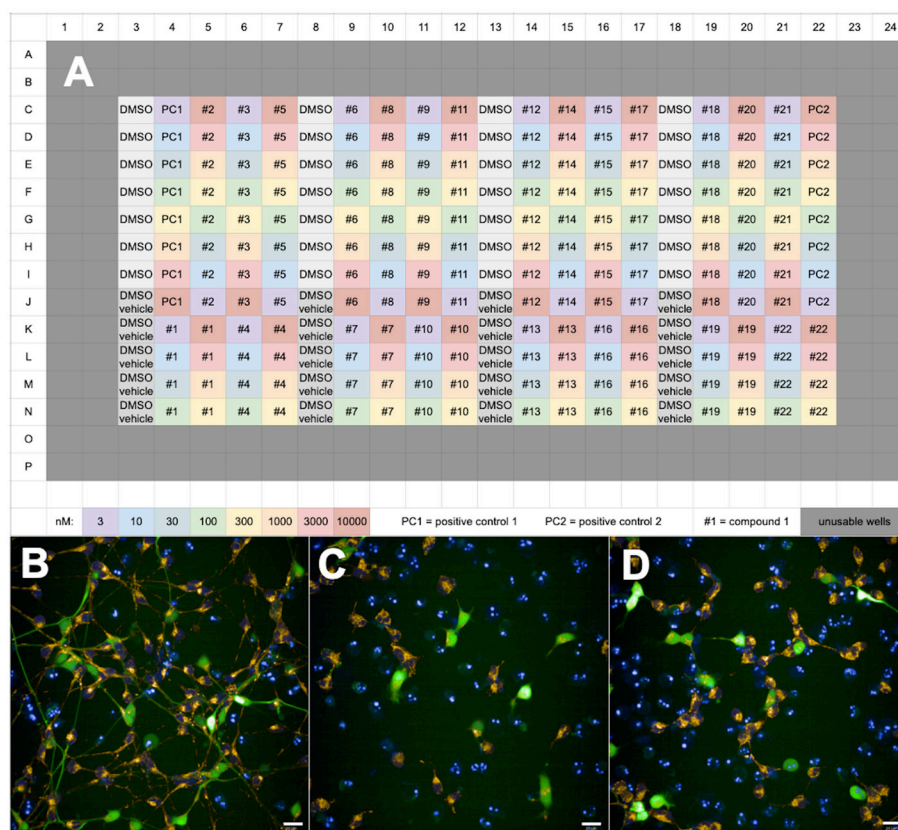 1 2 3 4 5 6 7 8 9 10 11 12 13 14 15 16 17 18 19 20 21 22 23 24
A
A
B
C DMSO PC1 #2 #3 #5 DMSO #6 #8 #9 #11 DMSO #12 #14 #15 #17 DMSO #18 #20 #21 PC2
D DMSO PC1 #2 #3 #5 DMSO #6 #8 #9 #11 DMSO #12 #14 #15 #17 DMSO #18 #20 #21 PC2
E DMSO PC1 #2 #3 #5 DMSO #6 #8 #9 #11 DMSO #12 #14 #15 #17 DMSO #18 #20 #21 PC2
F DMSO PC1 #2 #3 #5 DMSO #6 #8 #9 #11 DMSO #12 #14 #15 #17 DMSO #18 #20 #21 PC2
G DMSO PC1 #2 #3 #5 DMSO #6 #8 #9 #11 DMSO #12 #14 #15 #17 DMSO #18 #20 #21 PC2
H DMSO PC1 #2 #3 #5 DMSO #6 #8 #9 #11 DMSO #12 #14 #15 #17 DMSO #18 #20 #21 PC2
I DMSO PC1 #2 #3 #5 DMSO #6 #8 #9 #11 DMSO #12 #14 #15 #17 DMSO #18 #20 #21 PC2
J DMSO vehicle PC1 #2 #3 #5 DMSO vehicle #6 #8 #9 #11 DMSO vehicle #12 #14 #15 #17 DMSO vehicle #18 #20 #21 PC2
K DMSO vehicle #1 #1 #4 #4 DMSO vehicle #7 #7 #10 #10 DMSO vehicle #13 #13 #16 #16 DMSO vehicle #19 #19 #22 #22
L DMSO vehicle #1 #1 #4 #4 DMSO vehicle #7 #7 #10 #10 DMSO vehicle #13 #13 #16 #16 DMSO vehicle #19 #19 #22 #22
M DMSO vehicle #1 #1 #4 #4 DMSO vehicle #7 #7 #10 #10 DMSO vehicle #13 #13 #16 #16 DMSO vehicle #19 #19 #22 #22
N DMSO vehicle #1 #1 #4 #4 DMSO vehicle #7 #7 #10 #10 DMSO vehicle #13 #13 #16 #16 DMSO vehicle #19 #19 #22 #22
O
P
nM: 3 10 30 100 300 1000 3000 10000 PC1 = positive control 1 PC2 = positive control 2 #1 = compound 1 unusable wells
B C D